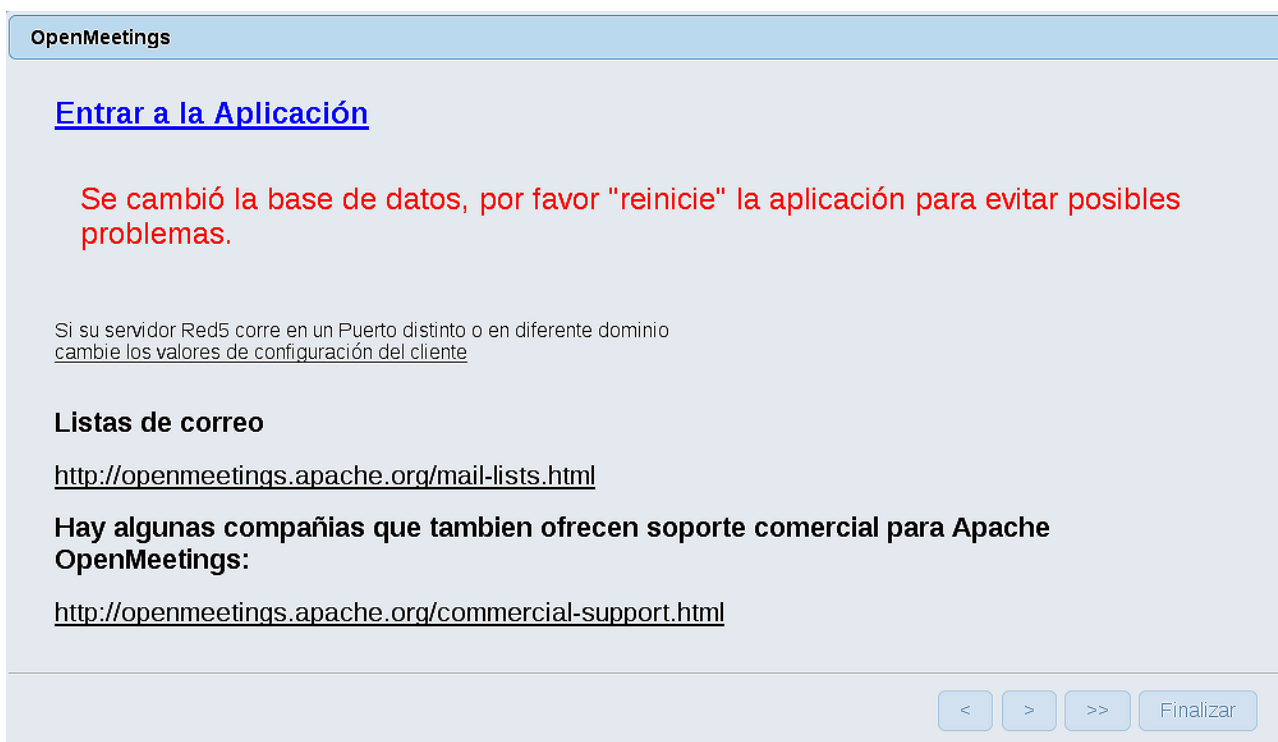 OpenMeetings
Entrar a la Aplicación
Se cambió la base de datos, por favor "reinicie" la aplicación para evitar posibles
problemas.
Si su servidor Red5 corre en un Puerto distinto o en diferente dominio
cambie los valores de configuración del cliente
Listas de correo
http://openmeetings.apache.org/mail-lists.html
Hay algunas compañias que tambien ofrecen soporte comercial para Apache
OpenMeetings:
http://openmeetings.apache.org/commercial-support.html
< > >> Finalizar